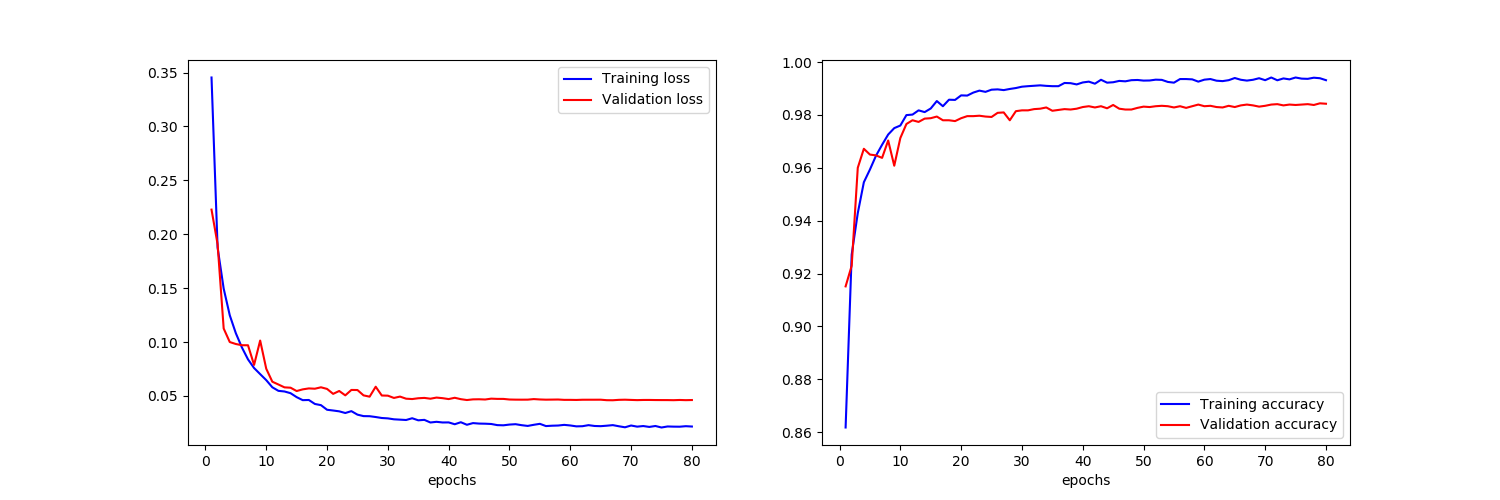 0.35
0.30
0.25
0.20
0.15
0.10
0.05
0 10 20 30 40 50 60 70 80
epochs
Training loss
Validation loss
1.00
0.98
0.96
0.94
0.92
0.90
0.88
0.86
0 10 20 30 40 50 60 70 80
epochs
Training accuracy
Validation accuracy